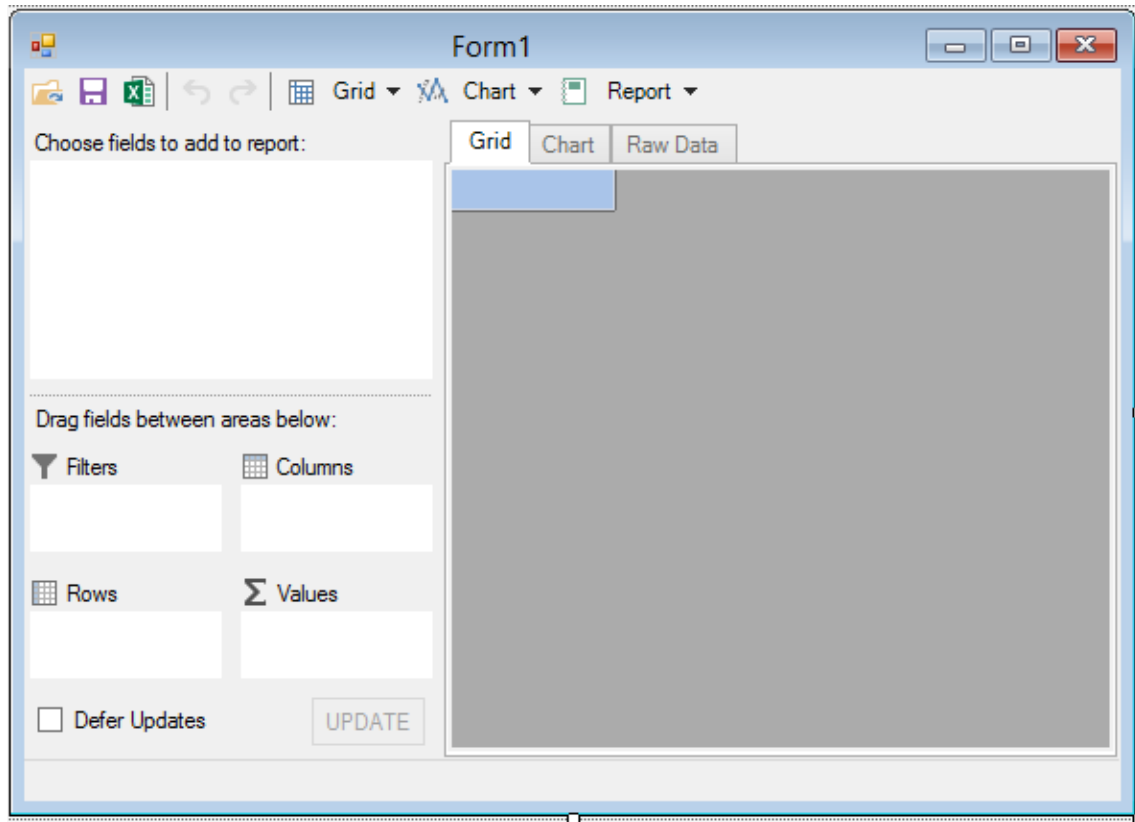 Form1
Grid Chart Report
Choose fields to add to report:
Grid Chart Raw Data
Drag fields between areas below:
Filters Columns
Rows Values
Defer Updates UPDATE